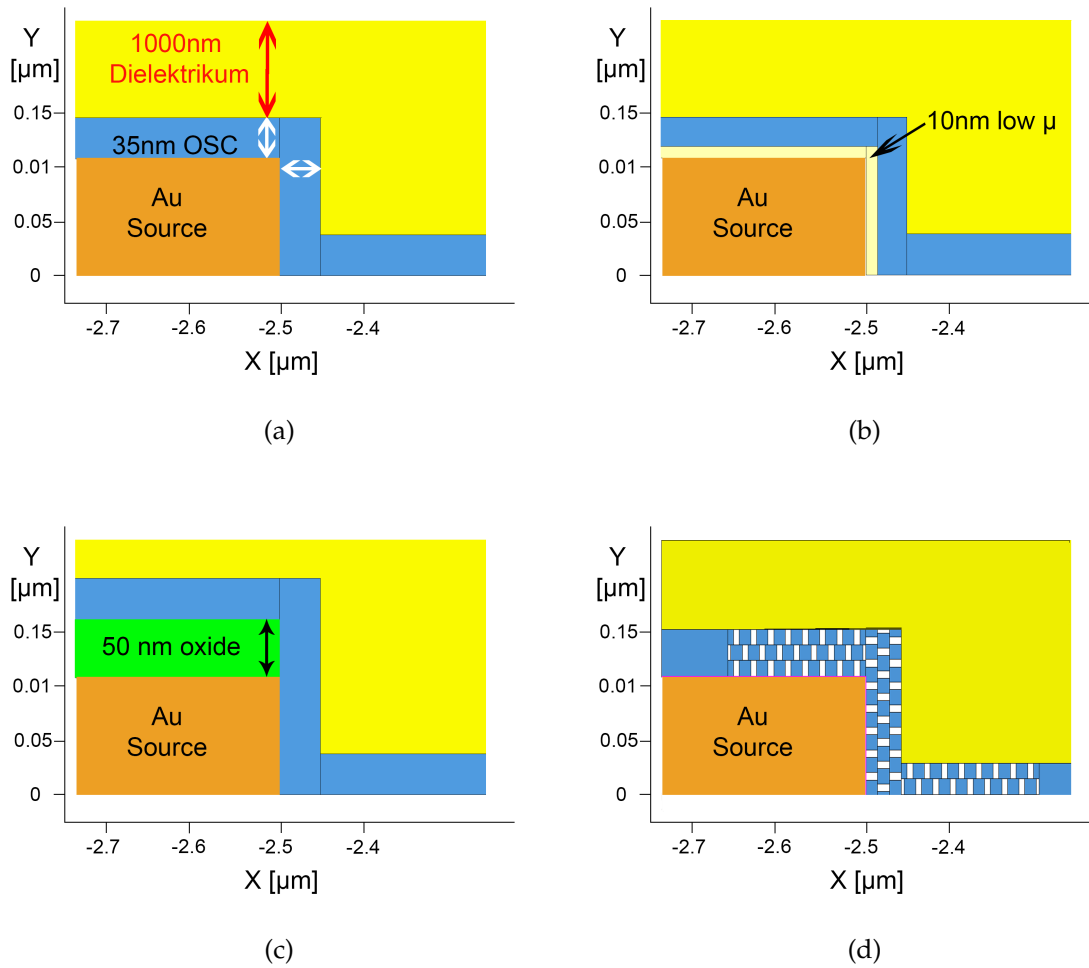 Y
[µm]
1000nm
Dielektrikum
0.15
35nm OSC
0.01
Au
Source
0.05
0
-2.7
-2.6
-2.5
-2.4
X [µm]
(a)
Y
[µm]
10nm low µ
0.15
0.01
Au
Source
0.05
0
-2.7
-2.6
-2.5
-2.4
X [µm]
(b)
Y
[µm]
0.15
50 nm oxide
0.01
Au
Source
0.05
0
-2.7
-2.6
-2.5
-2.4
X [µm]
(c)
Y
[µm]
0.15
0.01
Au
Source
0.05
0
-2.7
-2.6
-2.5
-2.4
X [µm]
(d)